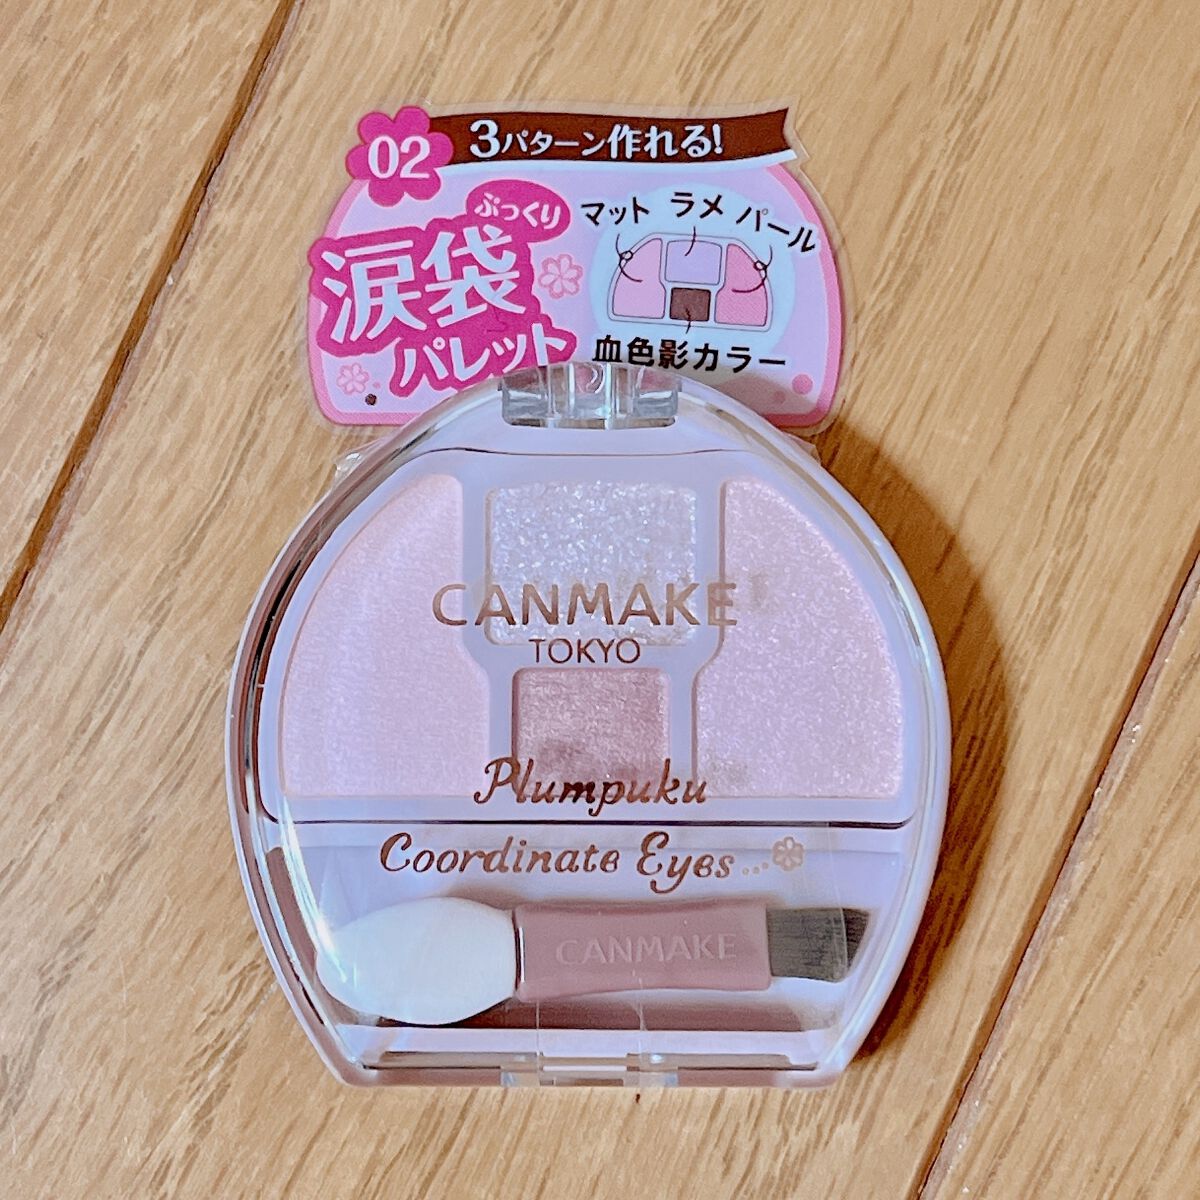 02
3パターン作れる!
ぷっくり
涙袋
パレット
マット ラメ パール
血色影カラー
CANMAKE
TOKYO
Plumpuku
Coordinate Eyes...
CANMAKE